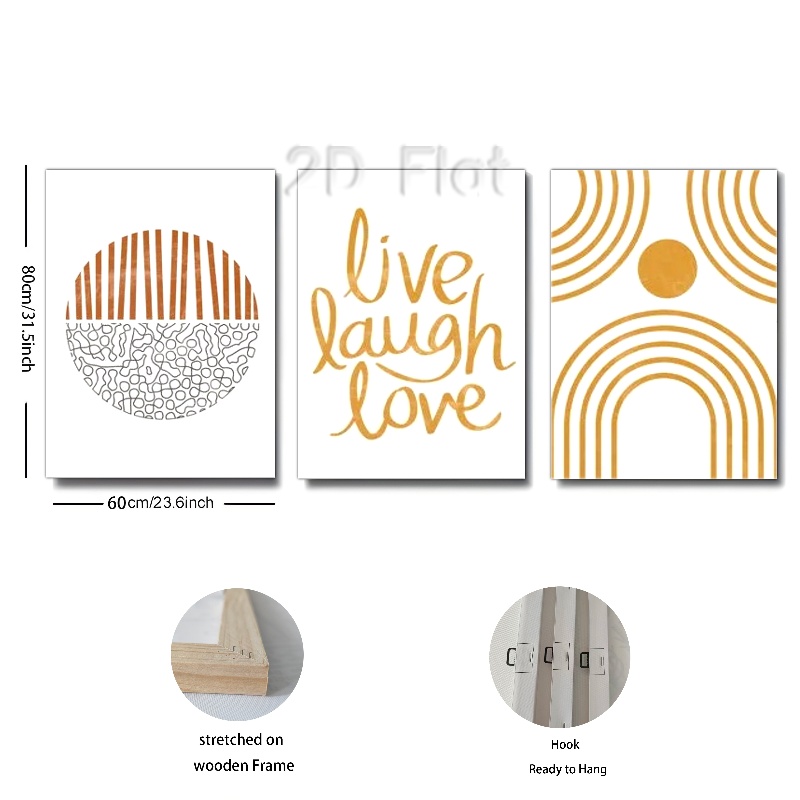 2D Flat
live
laugh
love
80cm/31.5inch
60cm/23.6inch
stretched on
wooden Frame
Hook
Ready to Hang